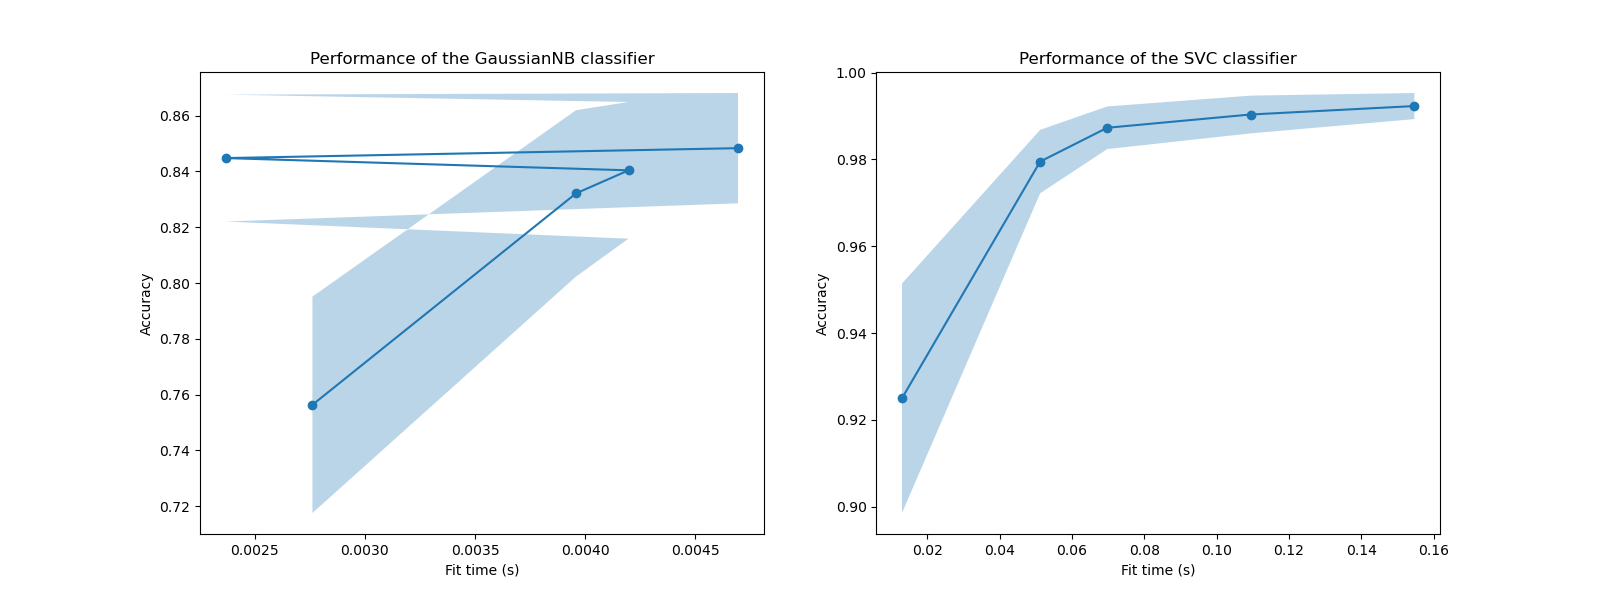 Performance of the GaussianNB classifier
0.86
0.84
0.82
0.80
0.78
0.76
0.74
0.72
Accuracy
0.0025 0.0030 0.0035 0.0040 0.0045
Fit time (s)
Performance of the SVC classifier
1.00
0.98
0.96
0.94
0.92
0.90
Accuracy
0.02 0.04 0.06 0.08 0.10 0.12 0.14 0.16
Fit time (s)